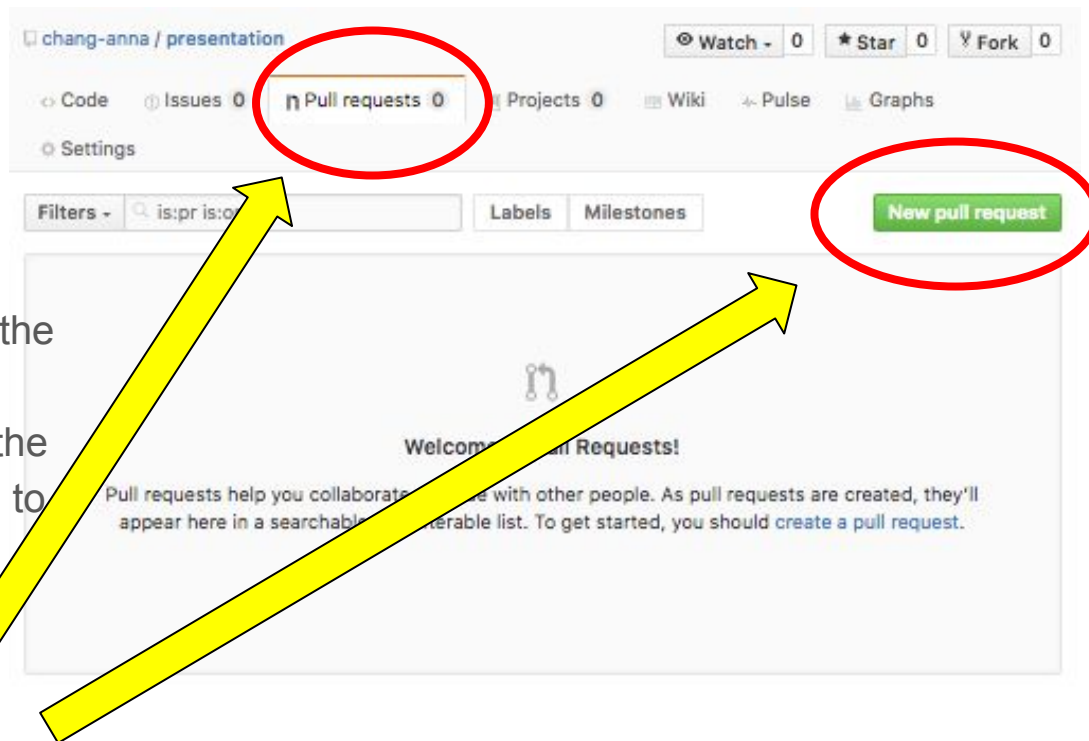 chang-anna / presentation
Watch 0 Star 0 Fork 0
Code Issues 0 Pull requests 0 Projects 0 Wiki Pulse Graphs
Settings
Filters is:pr Labels Milestones New pull request
the
the
to
Pull Requests!
Pull requests help you collaborate with other people. As pull requests are created, they'll
appear here in a searchable list. To get started, you should create a pull request.